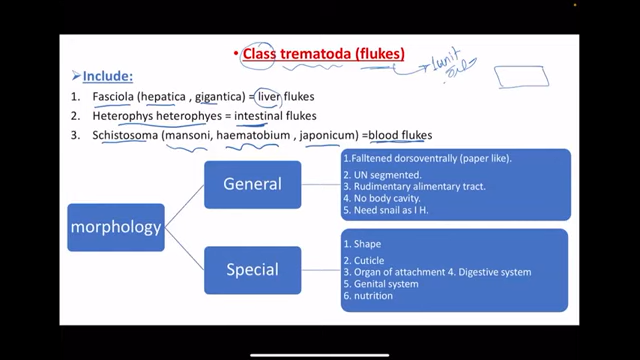 • Class trematoda (flukes)
1 unit
➤Include:
1. Fasciola (hepatica , gigantica) = liver flukes
2. Heterophys heterophyes = intestinal flukes
3. Schistosoma (mansoni, haematobium , japonicum) =blood flukes
morphology
General
1.Falltened dorsoventrally (paper like).
2. UN segmented.
3. Rudimentary alimentary tract.
4. No body cavity.
5. Need snail as I H.
Special
1. Shape
2. Cuticle
3. Organ of attachment 4. Digestive system
5. Genital system
6. nutrition